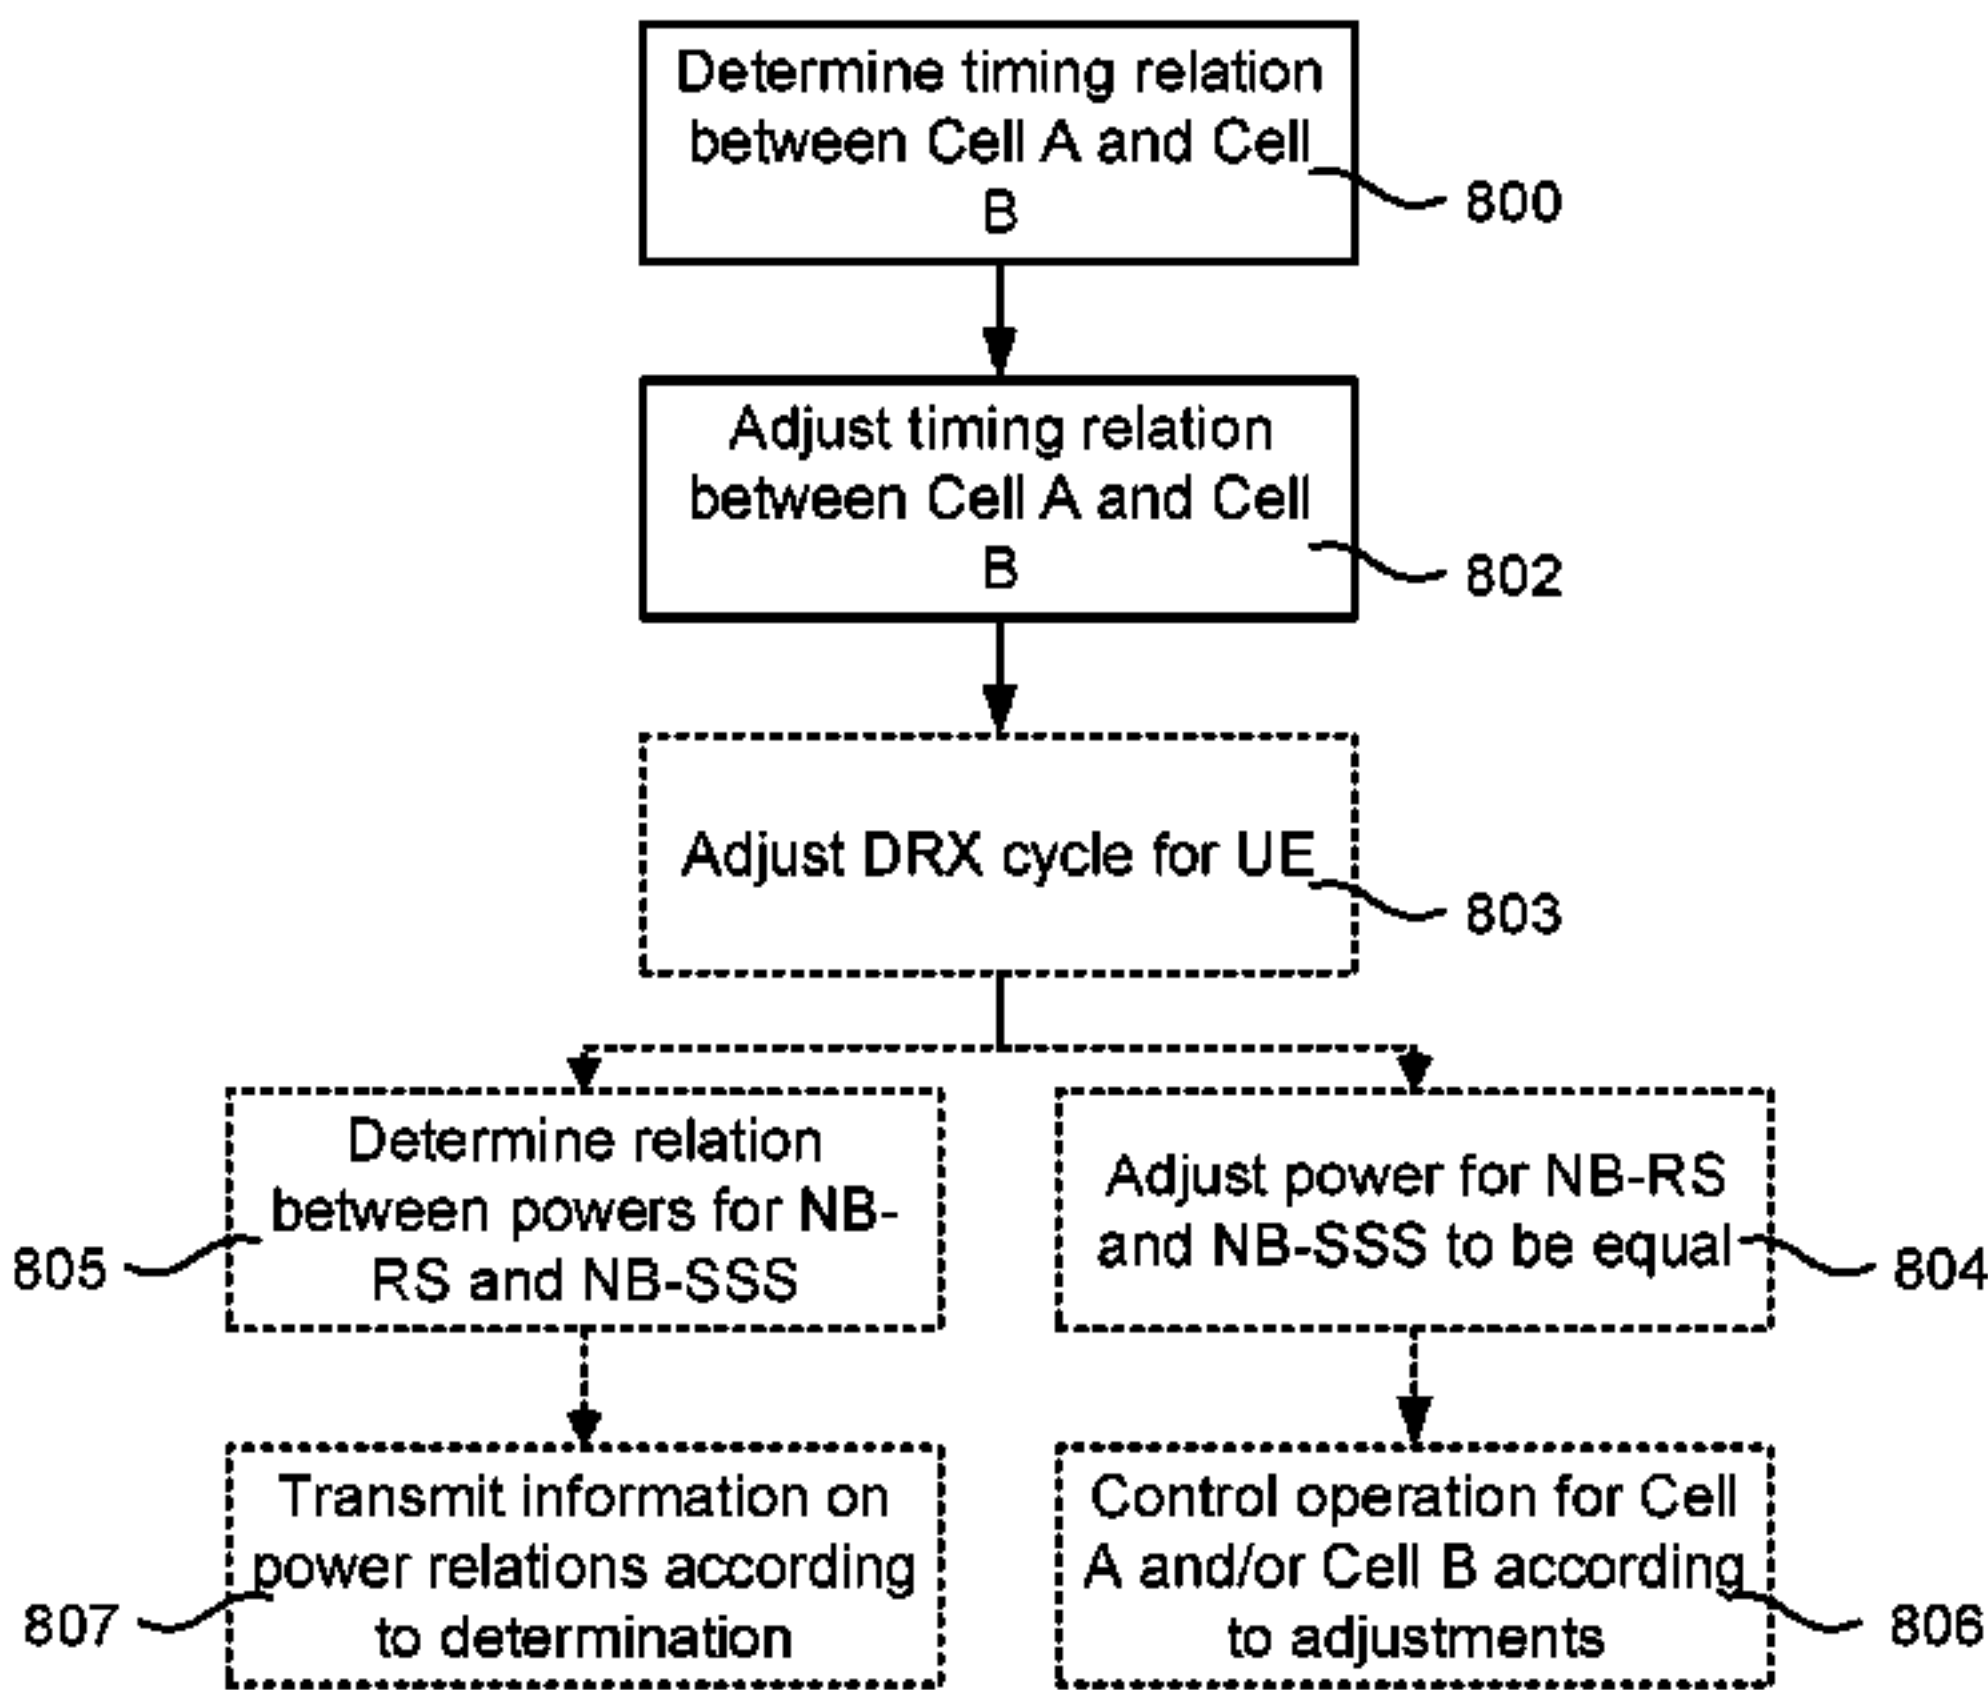 Determine timing relation
between Cell A and Cell
B
800
Adjust timing relation
between Cell A and Cell
B
802
Adjust DRX cycle for UE
803
Determine relation
between powers for NB-
RS and NB-SSS
805
Adjust power for NB-RS
and NB-SSS to be equal
804
Transmit information on
power relations according
to determination
807
Control operation for Cell
A and/or Cell B according
to adjustments
806